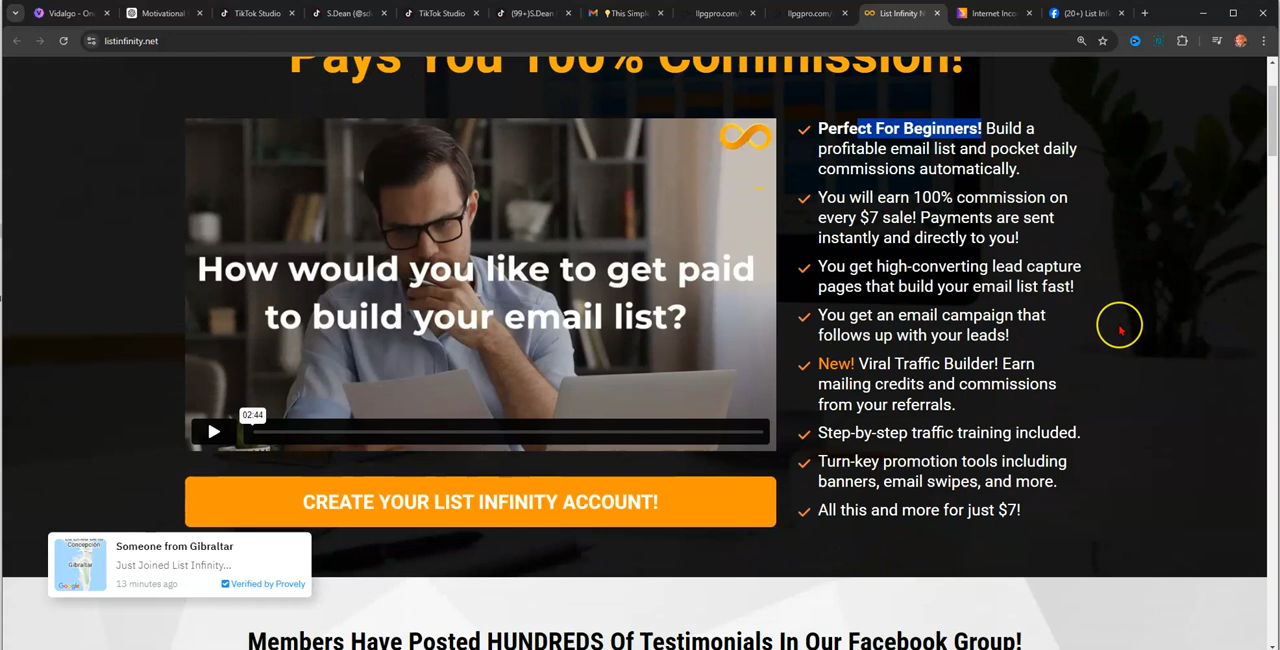 Vidalgo - On
Motivational
TikTok Studio
S.Dean (@sd
TikTok Studio
(99+)S.Dean
This Simple
llpgpro.com/
llpgpro.com/
List Infinity N
Internet Inco
(20+) List Inf
listinfinity.net
Pays You 100% Commission!
How would you like to get paid
to build your email list?
02:44
CREATE YOUR LIST INFINITY ACCOUNT!
Perfect For Beginners! Build a
profitable email list and pocket daily
commissions automatically.
You will earn 100% commission on
every $7 sale! Payments are sent
instantly and directly to you!
You get high-converting lead capture
pages that build your email list fast!
You get an email campaign that
follows up with your leads!
New! Viral Traffic Builder! Earn
mailing credits and commissions
from your referrals.
Step-by-step traffic training included.
Turn-key promotion tools including
banners, email swipes, and more.
All this and more for just $7!
Concepción
Gibraltar
Google
Someone from Gibraltar
Just Joined List Infinity...
13 minutes ago
Verified by Provely
Members Have Posted HUNDREDS Of Testimonials In Our Facebook Group!